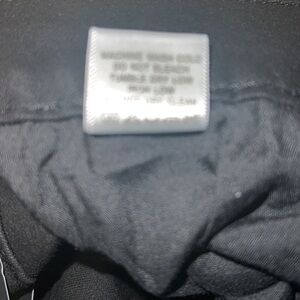 MACHINE WASH COLD
DO NOT BLEACH
TUMBLE DRY LOW
IRON LOW